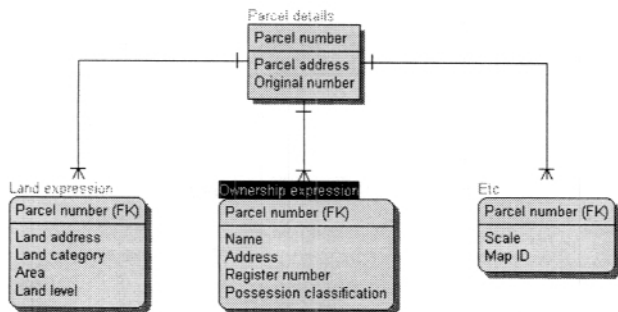 Parcel details
Parcel number
Parcel address
Original number
Land expression
Parcel number (FK)
Land address
Land category
Area
Land level
Ownership expression
Parcel number (FK)
Name
Address
Register number
Possession classification
Etc
Parcel number (FK)
Scale
Map ID